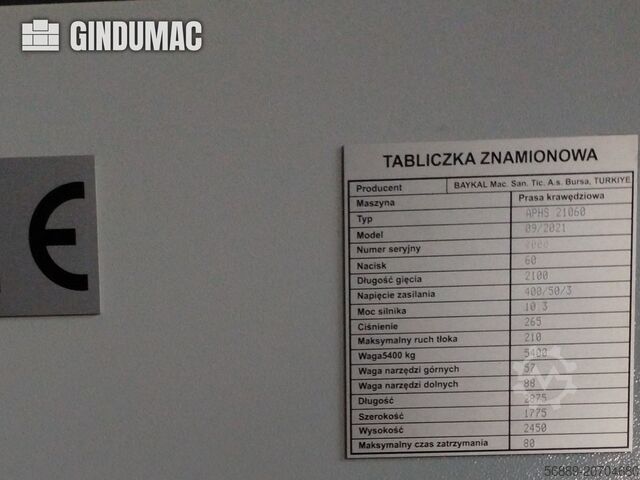 GINDUMAC
TABLICZKA ZNAMIONOWA
Producent BAYKAL Mac. San. Tic. A.s. Bursa, TURKIYE
Maszyna Prasa krawędziowa
Typ APHS 21060
Model 09/2021
Numer seryjny
Nacisk 60
Długość gięcia 2100
Napięcie zasilania 400/50/3
Moc silnika 10.3
Ciśnienie 265
Maksymalny ruch tłoka 210
Waga5400 kg 5400
Waga narzędzi górnych 57
Waga narzędzi dolnych 88
Długość 2875
Szerokość 1775
Wysokość 2450
Maksymalny czas zatrzymania 80
E
56889-20704680